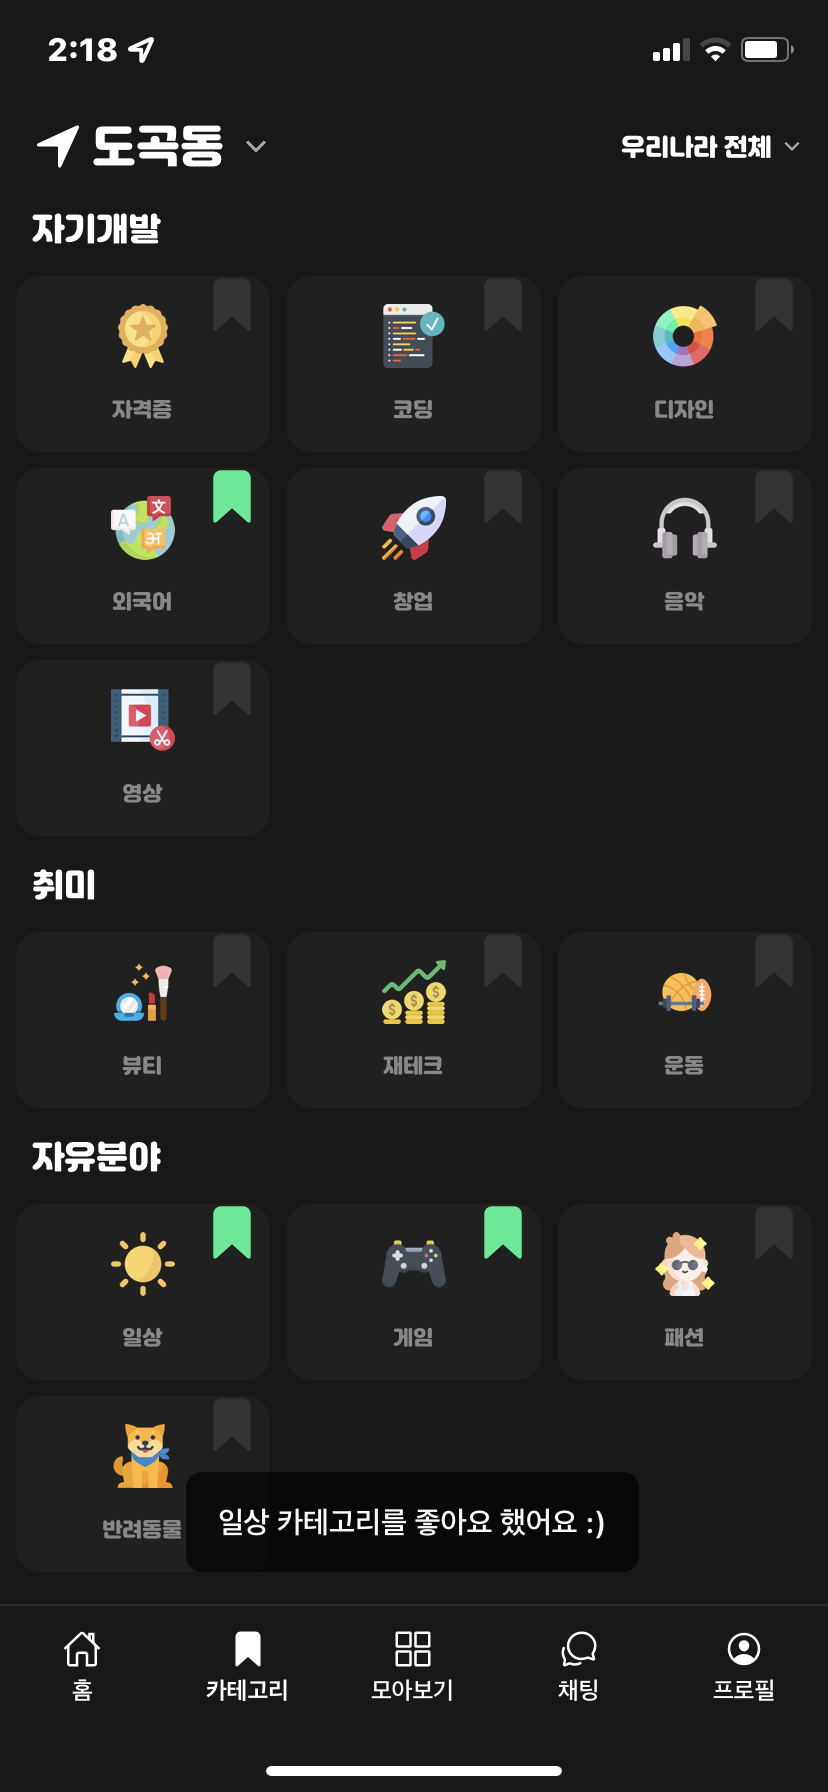 2:18
도곡동
우리나라 전체
자기개발
자격증
코딩
디자인
A
文
अ
외국어
창업
음악
영상
취미
뷰티
$ $ $
재테크
운동
자유분야
일상
게임
패션
반려동물
일상 카테고리를 좋아요 했어요 :)
홈
카테고리
모아보기
채팅
프로필